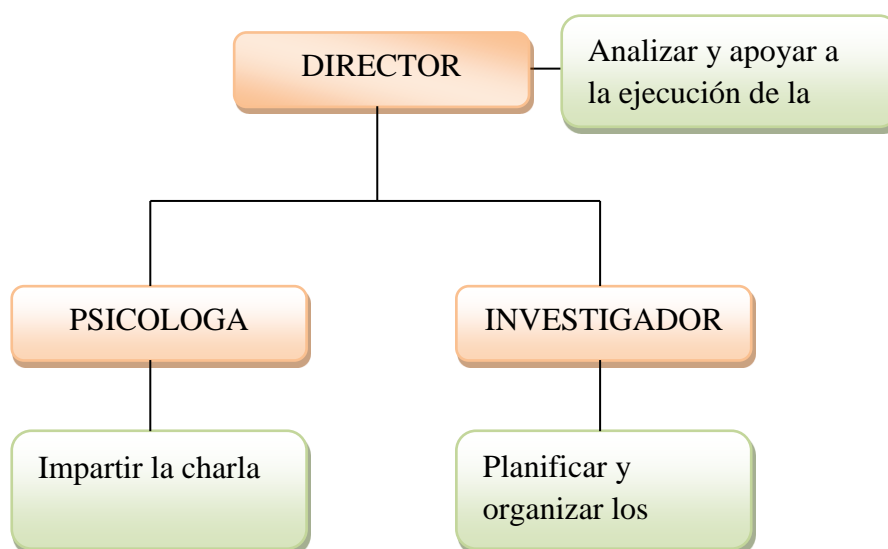 DIRECTOR
Analizar y apoyar a
la ejecución de la
PSICOLOGA
INVESTIGADOR
Impartir la charla
Planificar y
organizar los